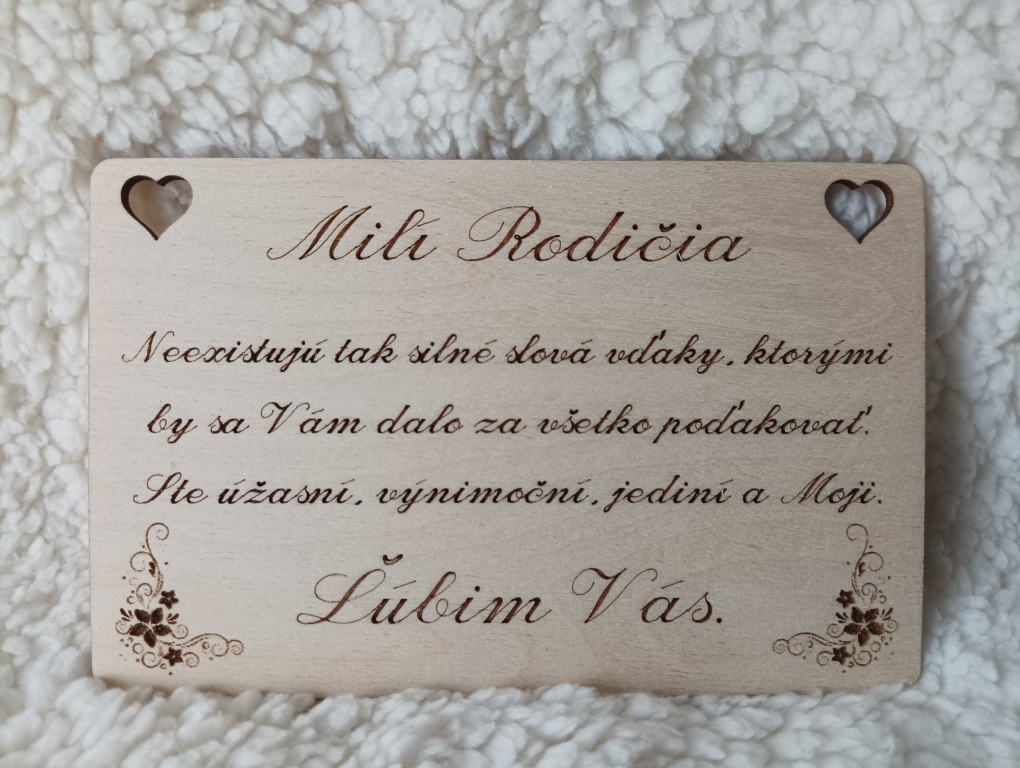 Milí Rodičia
Neexistujú tak silné slová vďaky, ktorými
by sa Vám dalo za všetko poďakovať.
Ste úžasní, výnimoční, jediní a Moji.
Ľúbim Vás.